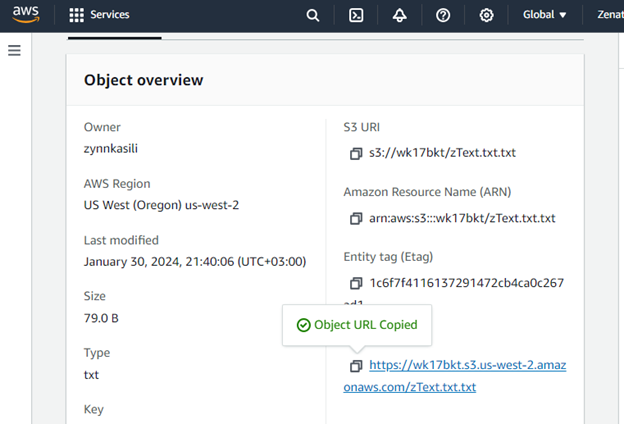 aws
Services
Global
Zenat
Object overview
Owner
zynnkasili
AWS Region
US West (Oregon) us-west-2
Last modified
January 30, 2024, 21:40:06 (UTC+03:00)
Size
79.0 B
Type
txt
Key
S3 URI
s3://wk17bkt/zText.txt.txt
Amazon Resource Name (ARN)
arn:aws:s3:::wk17bkt/zText.txt.txt
Entity tag (Etag)
1c6f7f4116137291472cb4ca0c267
Object URL Copied
https://wk17bkt.s3.us-west-2.amaz
onaws.com/zText.txt.txt